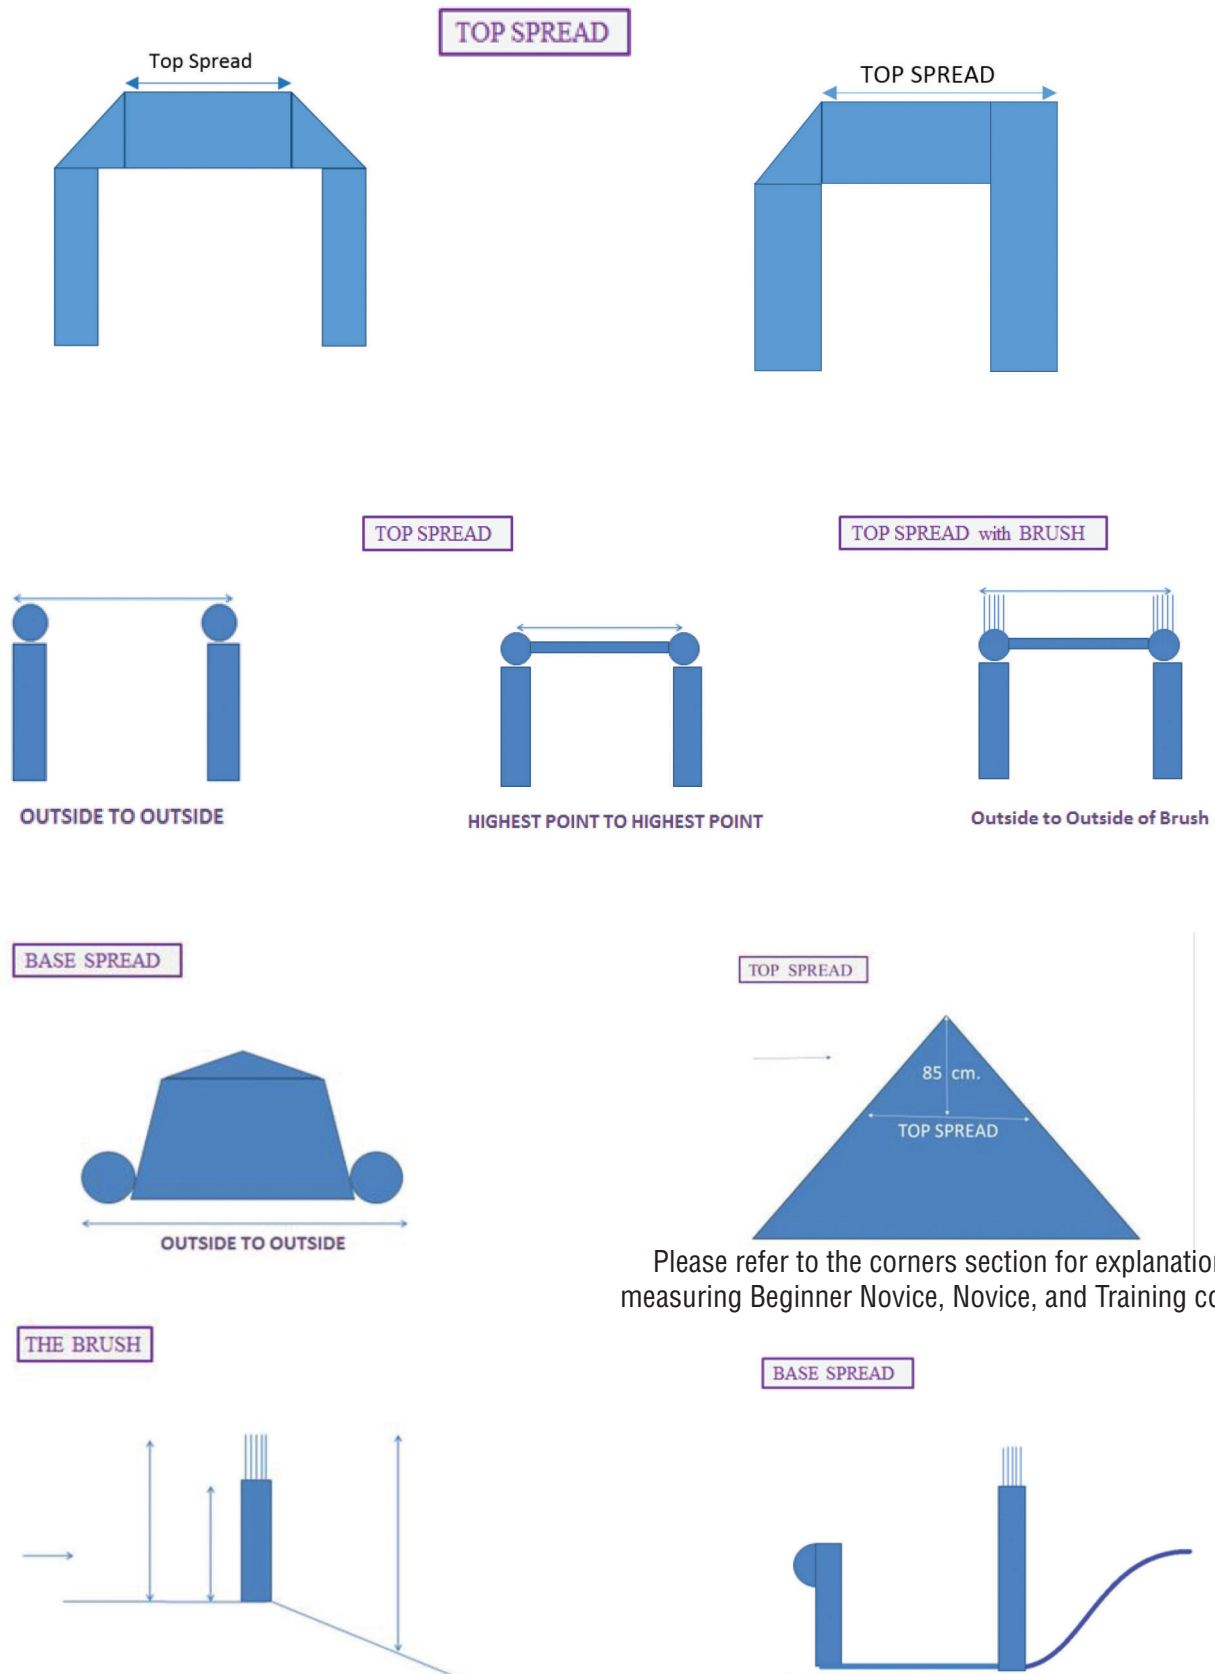 TOP SPREAD
Top Spread
TOP SPREAD
TOP SPREAD
TOP SPREAD with BRUSH
OUTSIDE TO OUTSIDE
HIGHEST POINT TO HIGHEST POINT
Outside to Outside of Brush
BASE SPREAD
TOP SPREAD
85 cm.
TOP SPREAD
OUTSIDE TO OUTSIDE
Please refer to the corners section for explanation
measuring Beginner Novice, Novice, and Training co
THE BRUSH
BASE SPREAD